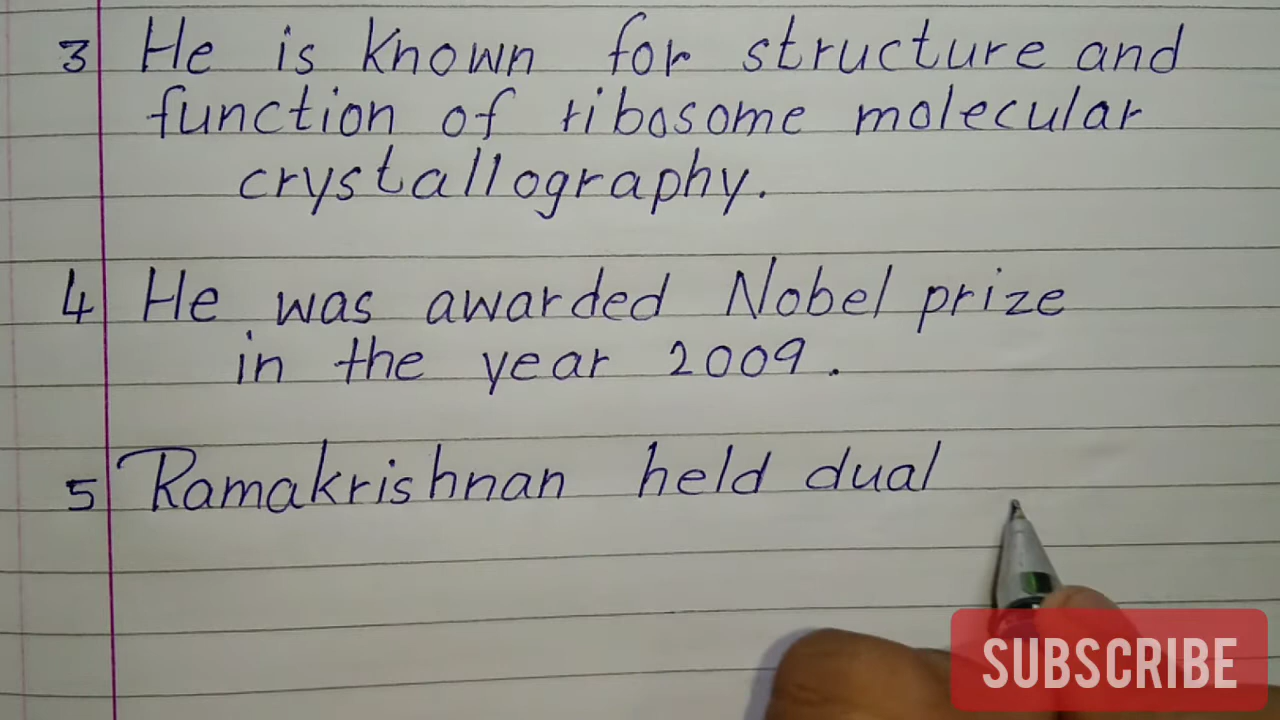 3 He is known for structure and
function of ribosome molecular
crystallography.
4 He was awarded Nobel prize
in the year 2009.
5 Ramakrishnan held dual
SUBSCRIBE